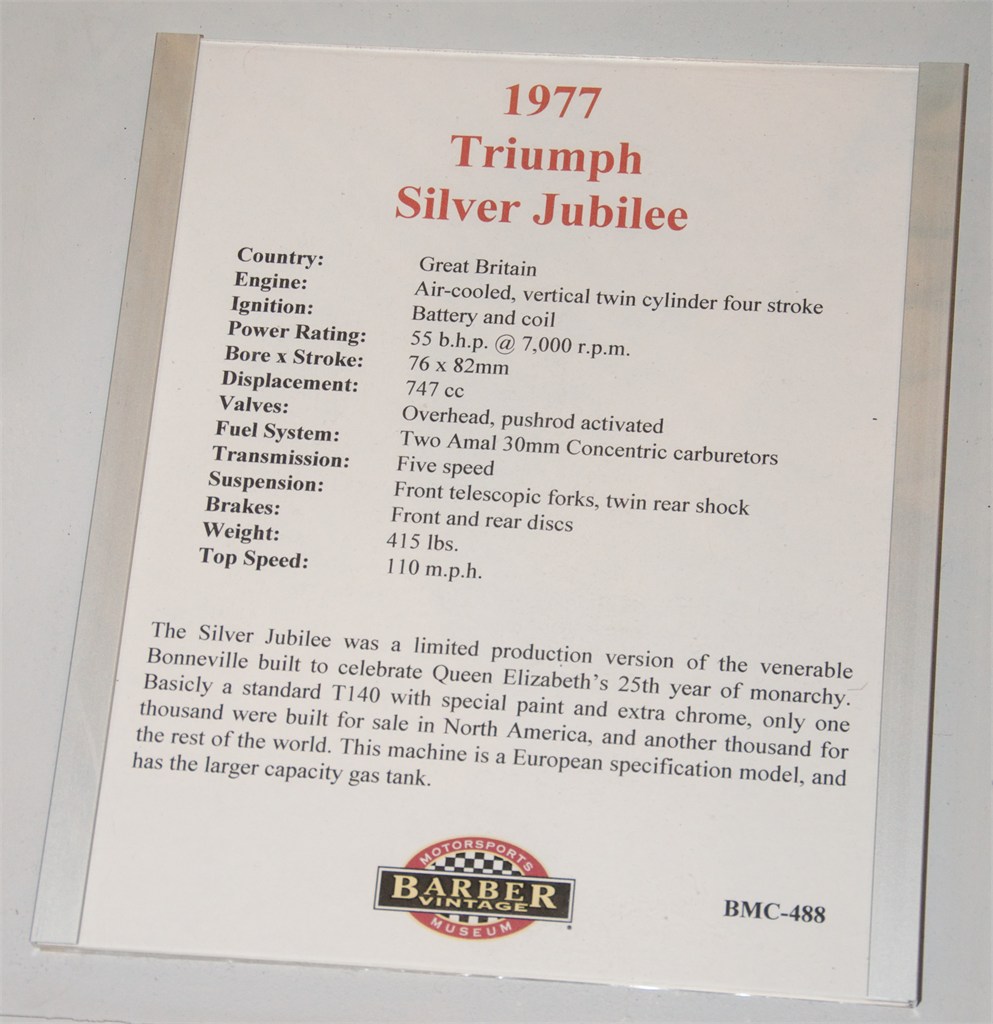 1977
Triumph
Silver Jubilee
Country: Great Britain
Engine: Air-cooled, vertical twin cylinder four stroke
Ignition: Battery and coil
Power Rating: 55 b.h.p. @ 7,000 r.p.m.
Bore x Stroke: 76 x 82mm
Displacement: 747 cc
Valves: Overhead, pushrod activated
Fuel System: Two Amal 30mm Concentric carburetors
Transmission: Five speed
Suspension: Front telescopic forks, twin rear shock
Brakes: Front and rear discs
Weight: 415 lbs.
Top Speed: 110 m.p.h.
The Silver Jubilee was a limited production version of the venerable
Bonneville built to celebrate Queen Elizabeth's 25th year of monarchy.
Basicly a standard T140 with special paint and extra chrome, only one
thousand were built for sale in North America, and another thousand for
the rest of the world. This machine is a European specification model, and
has the larger capacity gas tank.
MOTORSPORTS
BARBER
VINTAGE
MUSEUM
BMC-488